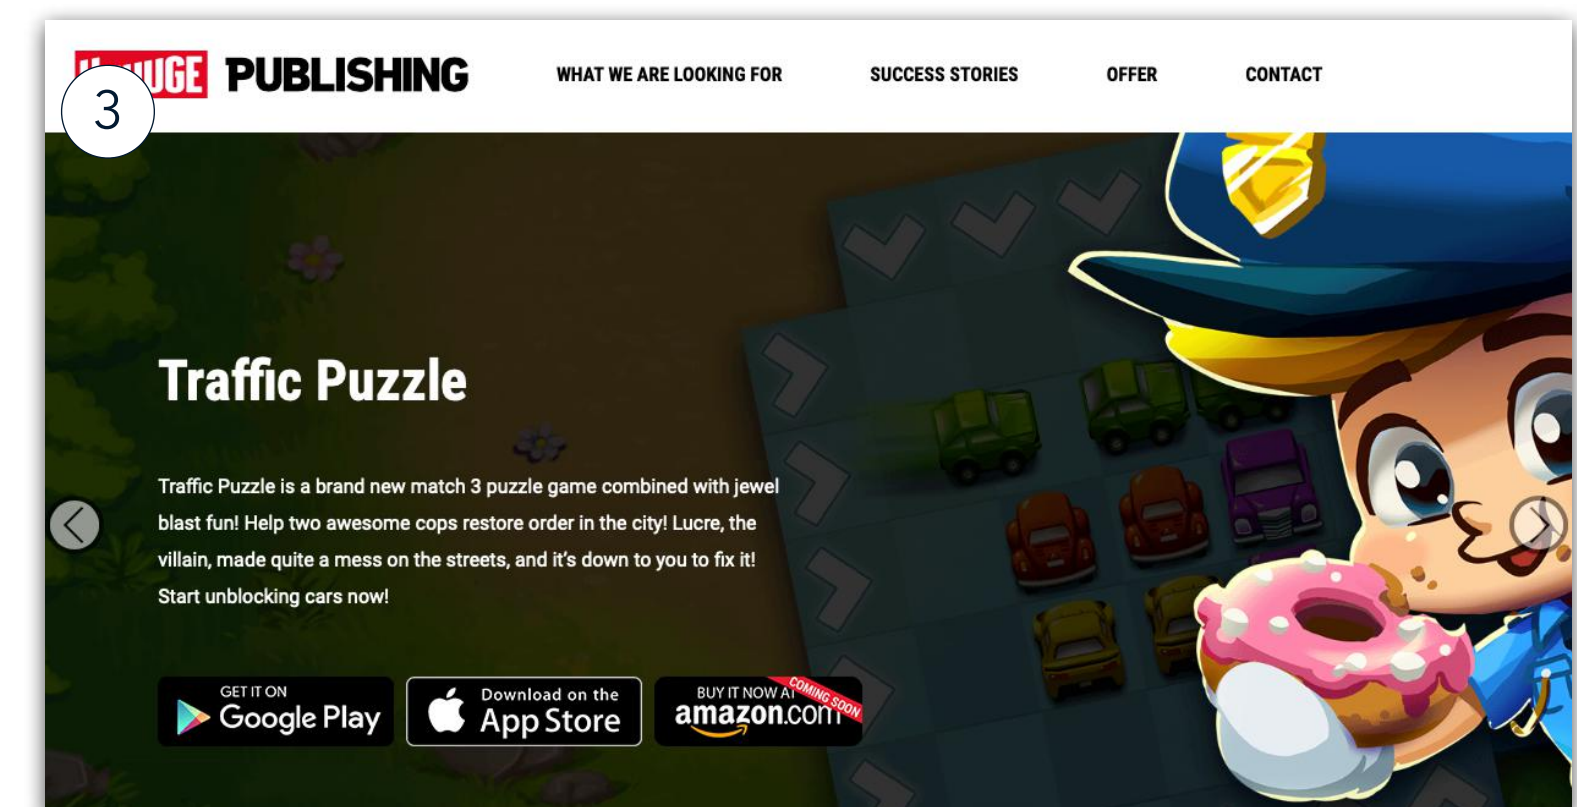 HUGE PUBLISHING WHAT WE ARE LOOKING FOR SUCCESS STORIES OFFER CONTACT
3
Traffic Puzzle
Traffic Puzzle is a brand new match 3 puzzle game combined with jewel
blast fun! Help two awesome cops restore order in the city! Lucre, the
villain, made quite a mess on the streets, and it's down to you to fix it!
Start unblocking cars now!
GET IT ON
Google Play
Download on the
App Store
BUY IT NOW AT
amazon.com
COMING SOON